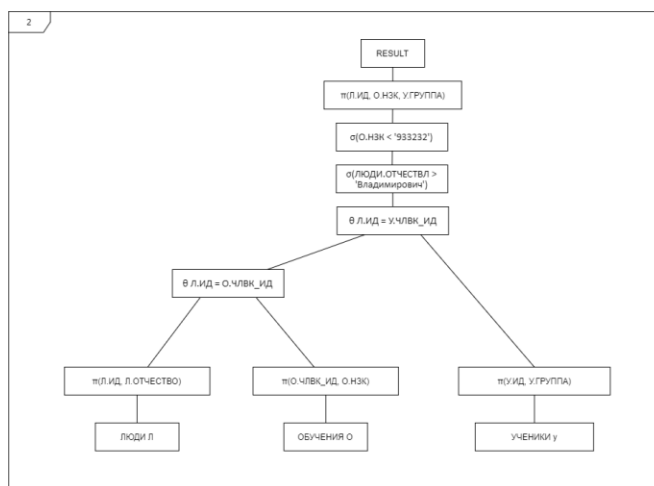 2
RESULT
π(Л.ИД, О.НЗК, У.ГРУППА)
σ(О.НЗК < '933232')
σ(ЛЮДИ.ОТЧЕСТВЛ >
'Владимирович')
θ Л.ИД = У.ЧЛВК_ИД
θ Л.ИД = О.ЧЛВК_ИД
π(Л.ИД, Л.ОТЧЕСТВО)
π(О.ЧЛВК_ИД, О.НЗК)
π(У.ИД, У.ГРУППА)
ЛЮДИ Л
ОБУЧЕНИЯ О
УЧЕНИКИ у